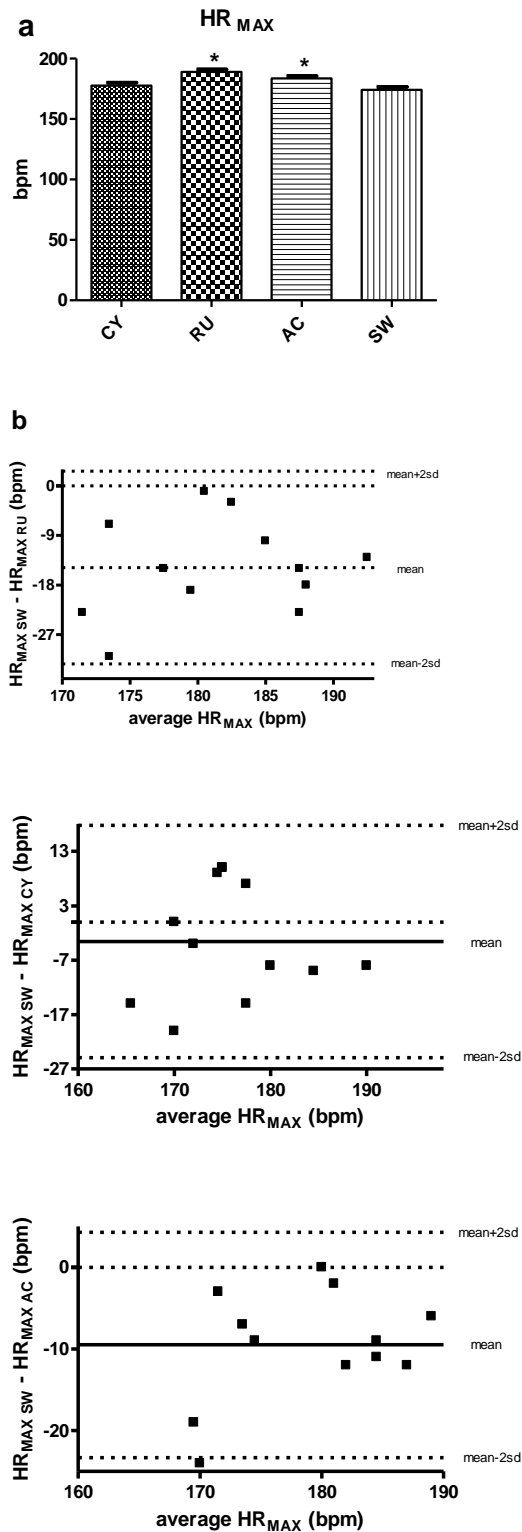 a
HR MAX
*
*
bpm
200
150
100
50
0
CY
RU
AC
SW
b
HR MAX SW - HR MAX RU (bpm)
0
-9
-18
-27
mean+2sd
mean
mean-2sd
170 175 180 185 190
average HR MAX (bpm)
HR MAX SW - HR MAX CY (bpm)
13
3
-7
-17
-27
mean+2sd
mean
mean-2sd
160 170 180 190
average HR MAX (bpm)
HR MAX SW - HR MAX AC (bpm)
0
-10
-20
mean+2sd
mean
mean-2sd
160 170 180 190
average HR MAX (bpm)